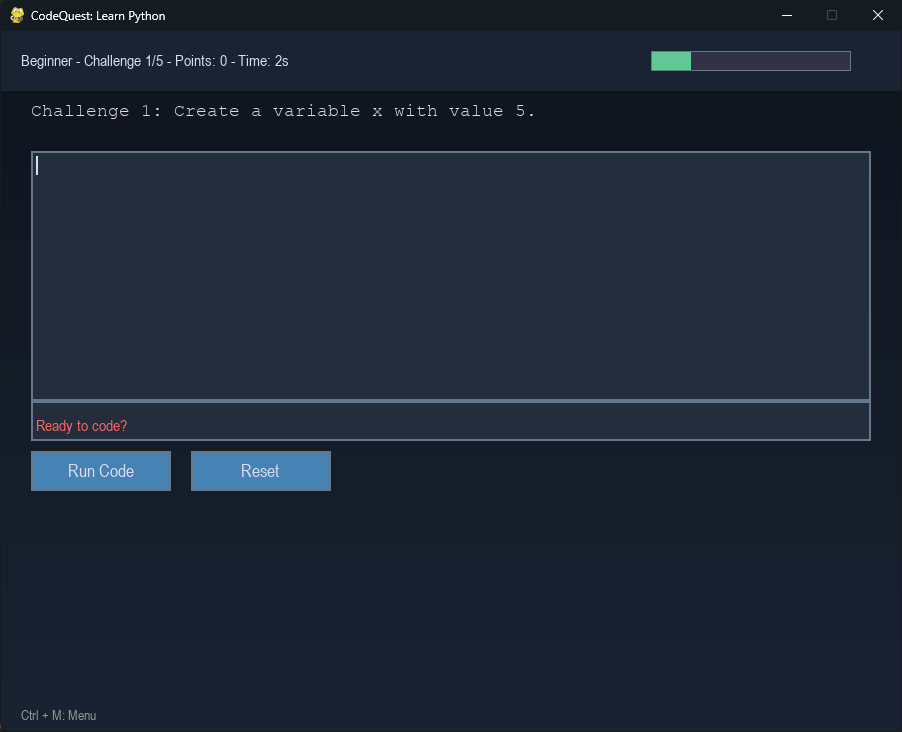 CodeQuest: Learn Python
Beginner - Challenge 1/5 - Points: 0 - Time: 2s
Challenge 1: Create a variable x with value 5.
Ready to code?
Run Code
Reset
Ctrl + M: Menu